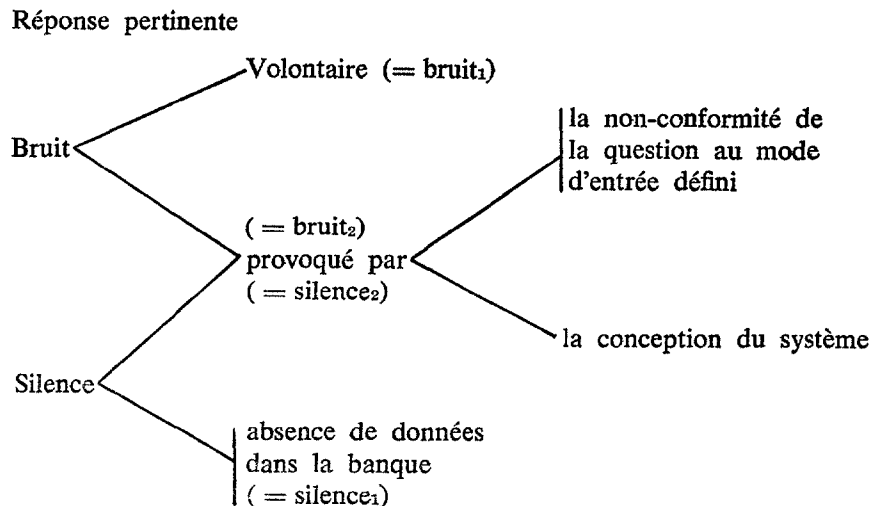 Réponse pertinente
Volontaire (= bruit₁)
Bruit
la non-conformité de
la question au mode
d'entrée défini
( = bruit₂)
provoqué par
( = silence₂)
la conception du système
Silence
absence de données
dans la banque
( = silence₁)